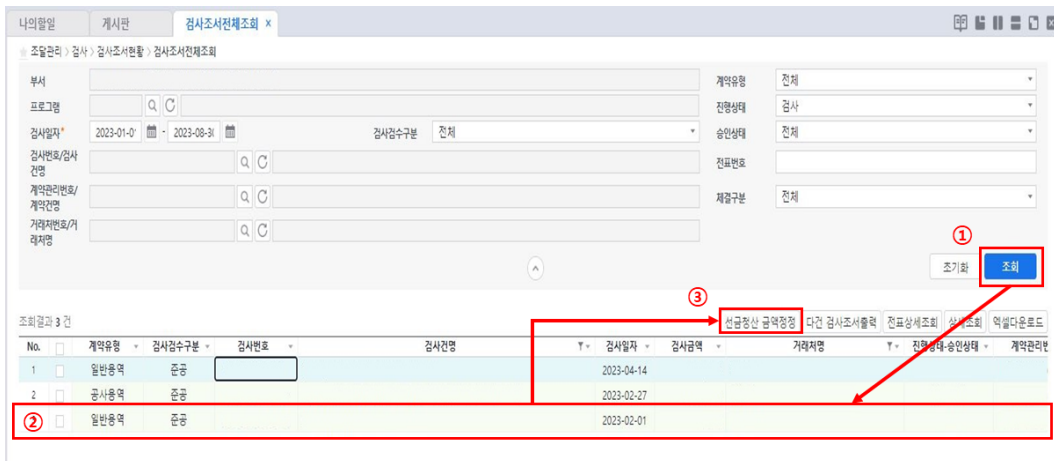 나의할일 게시판 검사조서전체조회 ×
조달관리 > 검사 > 검사조서현황 > 검사조서전체조회
부서 계약유형 전체
프로그램 진행상태 검사
검사일자* 2023-01-0 - 2023-08-3 검사검수구분 전체 승인상태 전체
검사번호/검사
건명 전표번호
계약관리번호/
계약건명 체결구분 전체
거래처번호/거
래처명
①
초기화 조회
③
조회결과 3 건 선금정산 금액정정 다건 검사조서출력 전표상세조회 상세조회 엑셀다운로드
No. 계약유형 검사검수구분 검사번호 검사건명 검사일자 검사금액 거래처명 진행상태-승인상태 계약관리번
1 일반용역 준공 2023-04-14
2 공사용역 준공 2023-02-27
② 일반용역 준공 2023-02-01